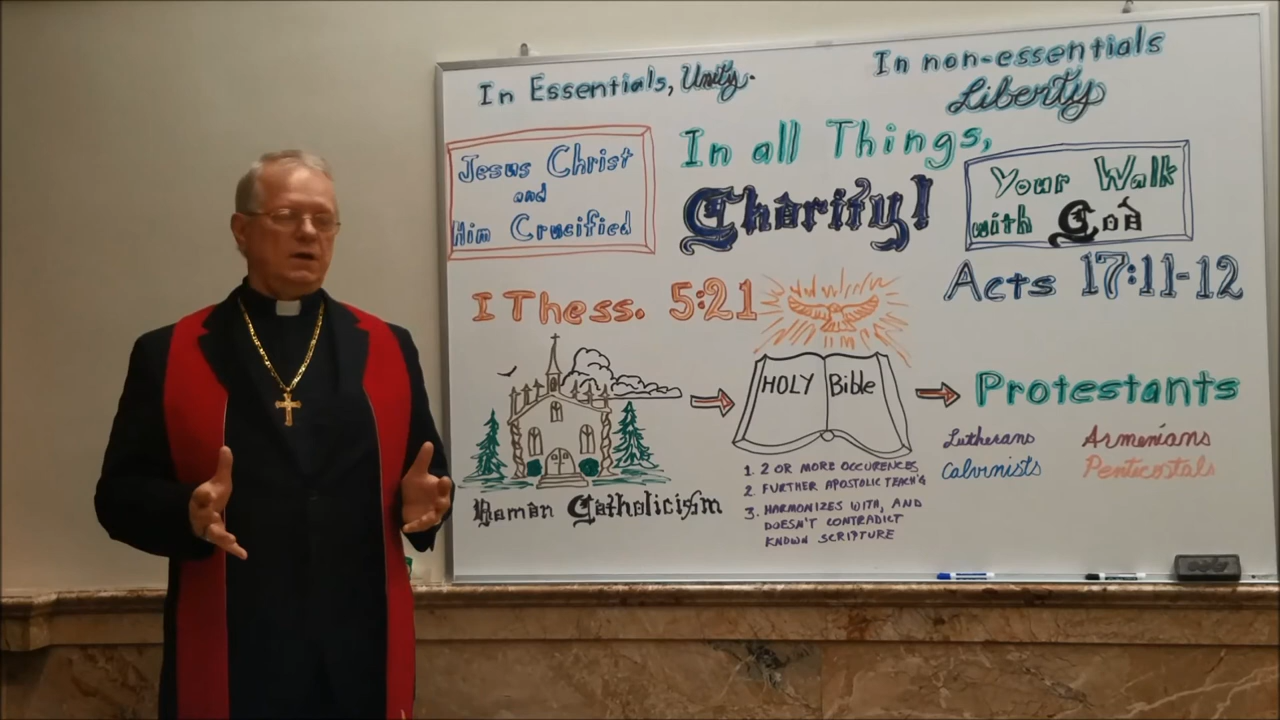 In Essentials, Unity.
In non-essentials
Liberty
Jesus Christ
and
Him Crucified
In all Things,
Charity!
Your Walk
with God
Acts 17:11-12
I Thess. 5:21
HOLY Bible
Protestants
Lutherans
Armenians
Calvinists
Pentecostals
Roman Catholicism
1. 2 OR MORE OCCURENCES
2. FURTHER APOSTOLIC TEACH'G
3. HARMONIZES WITH, AND
DOESN'T CONTRADICT
KNOWN SCRIPTURE